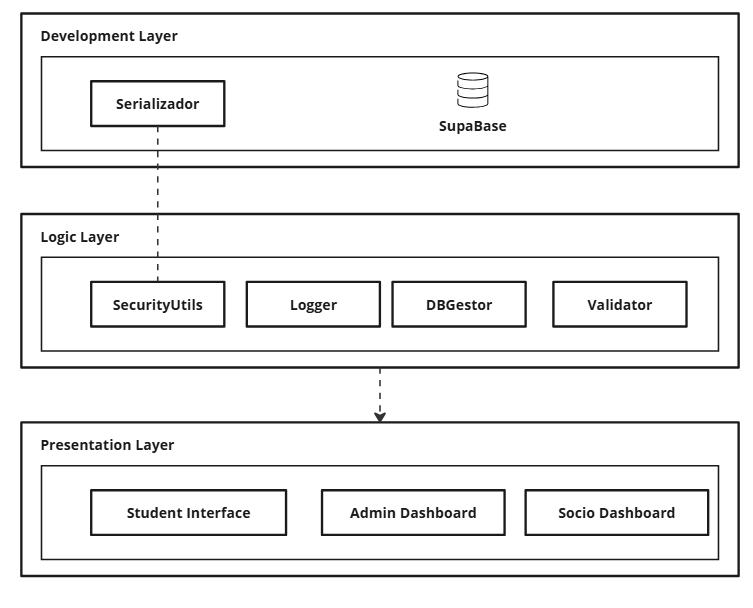 Development Layer
Serializador
SupaBase
Logic Layer
SecurityUtils
Logger
DBGestor
Validator
Presentation Layer
Student Interface
Admin Dashboard
Socio Dashboard